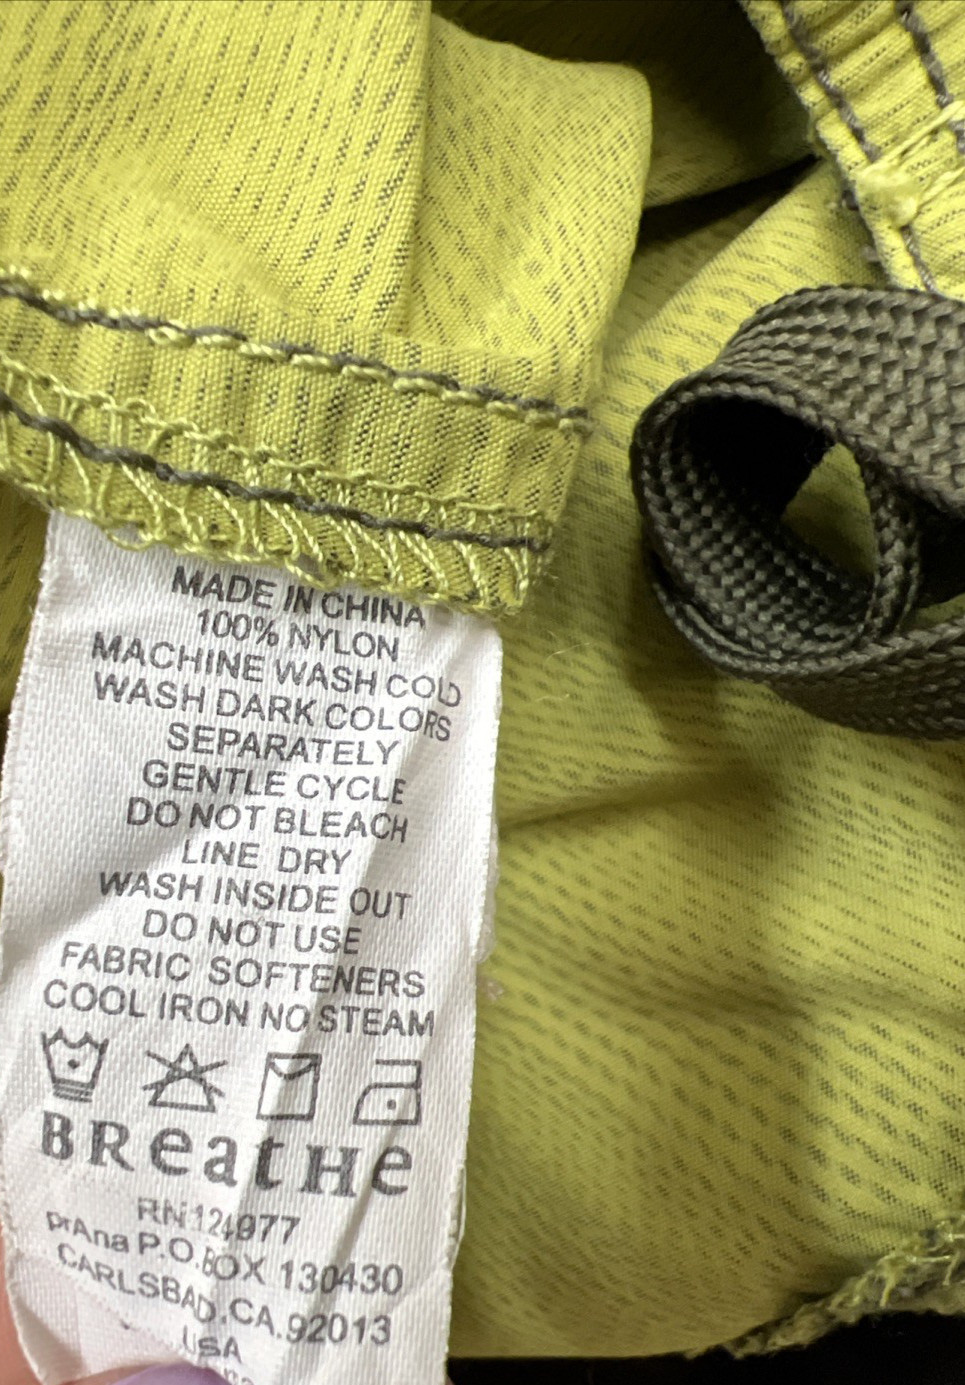 MADE IN CHINA
100% NYLON
MACHINE WASH COLD
WASH DARK COLORS
SEPARATELY
GENTLE CYCLE
DO NOT BLEACH
LINE DRY
WASH INSIDE OUT
DO NOT USE
FABRIC SOFTENERS
COOL IRON NO STEAM
BReatHe
RN 124977
prAna P.O.BOX 130430
CARLSBAD.CA.92013
USA